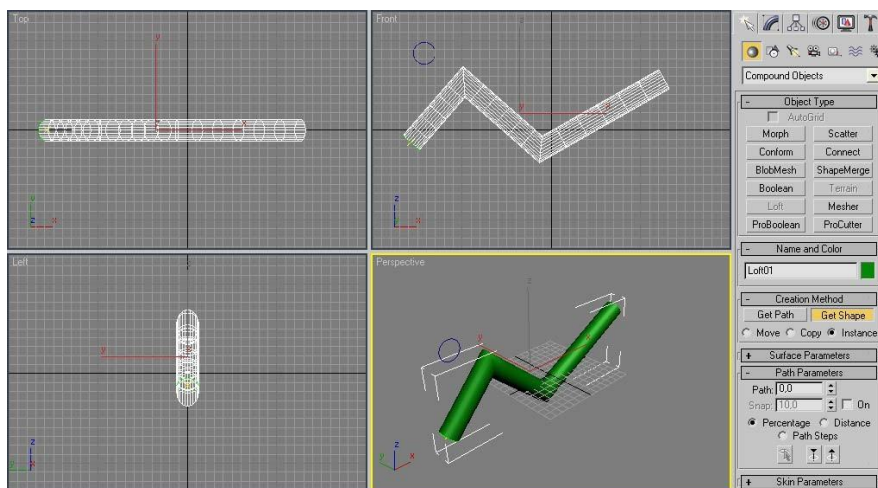 Top
Front
y
x
z
y
x
z
y
x
z
x
Left
Perspective
y
z
y
x
z
y
x
z
y
x
Compound Objects
- Object Type
AutoGrid
Morph Scatter
Conform Connect
BlobMesh ShapeMerge
Boolean Terrain
Loft Mesher
ProBoolean ProCutter
- Name and Color
Loft01
- Creation Method
Get Path Get Shape
Move Copy Instance
+ Surface Parameters
- Path Parameters
Path: 0,0
Snap: 10,0 On
Percentage Distance
Path Steps
+ Skin Parameters